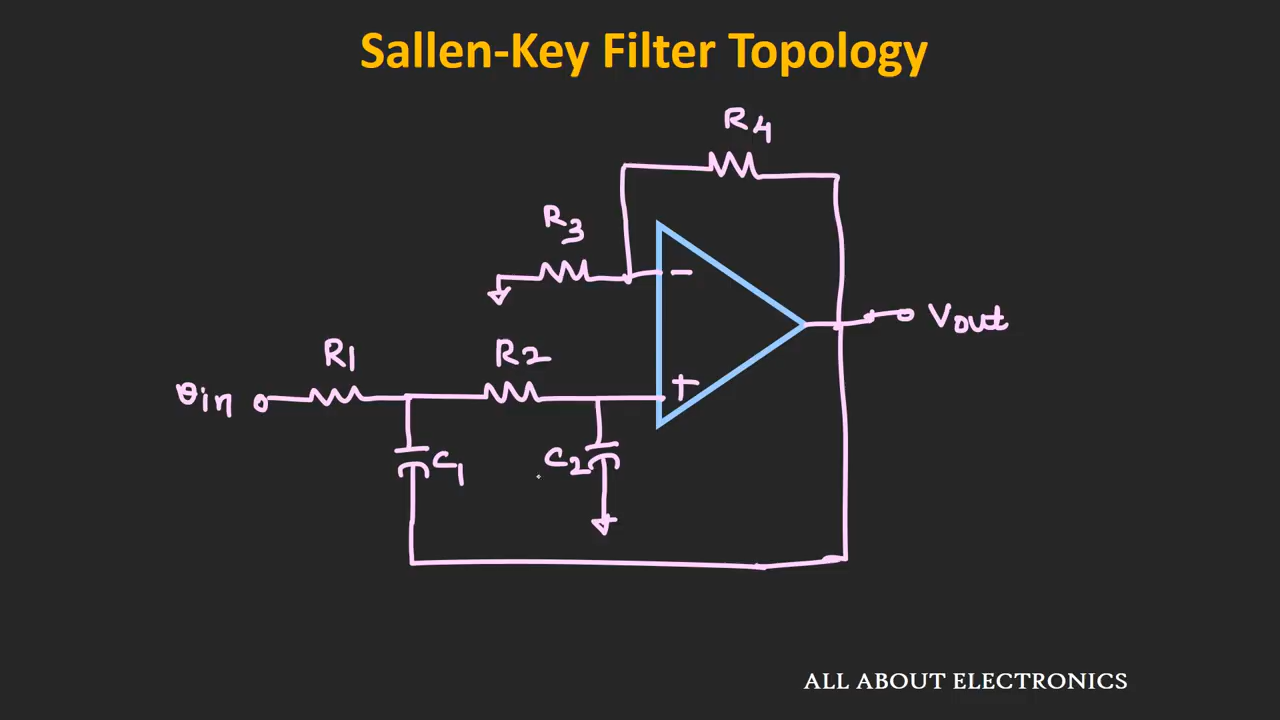 Sallen-Key Filter Topology
R4
R3
-
Vout
R1
R2
+
vin
C1
C2
ALL ABOUT ELECTRONICS